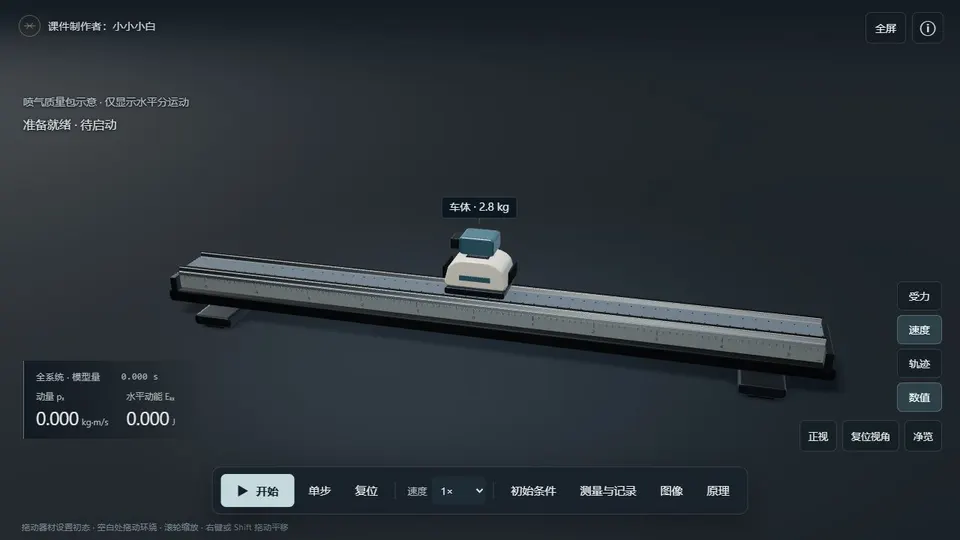 课件制作者：小小小白
全屏
喷气质量包示意 · 仅显示水平分运动
准备就绪 · 待启动
车体 · 2.8 kg
受力
速度
轨迹
数值
全系统 · 模型量 0.000 s
动量 pₓ 水平动能 Eₖₓ
0.000 kg·m/s 0.000 J
正视 复位视角 净览
开始 单步 复位 速度 1× 初始条件 测量与记录 图像 原理
拖动器材设置初态 · 空白处拖动环绕 · 滚轮缩放 · 右键或 Shift 拖动平移